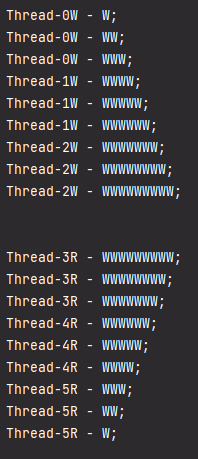 Thread-0W - W;
Thread-0W - WW;
Thread-0W - WWW;
Thread-1W - WWWW;
Thread-1W - WWWWW;
Thread-1W - WWWWWW;
Thread-2W - WWWWWWW;
Thread-2W - WWWWWWWW;
Thread-2W - WWWWWWWWW;
Thread-3R - WWWWWWWWW;
Thread-3R - WWWWWWWW;
Thread-3R - WWWWWWW;
Thread-4R - WWWWWW;
Thread-4R - WWWWW;
Thread-4R - WWWW;
Thread-5R - WWW;
Thread-5R - WW;
Thread-5R - W;